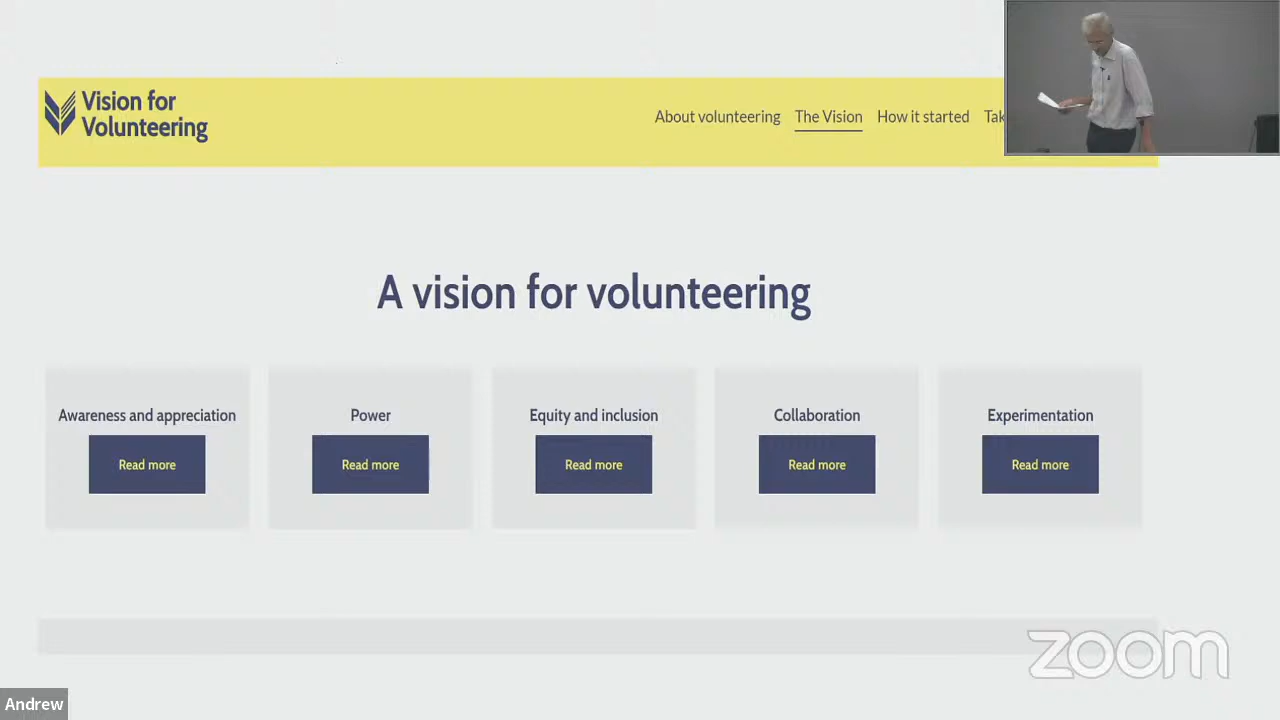 Vision for
Volunteering
About volunteering The Vision How it started Tak
A vision for volunteering
Awareness and appreciation Power Equity and inclusion Collaboration Experimentation
Read more Read more Read more Read more Read more
zoom
Andrew